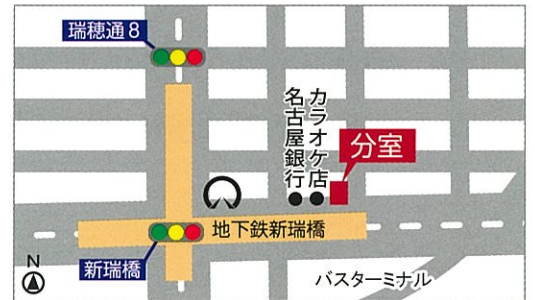 瑞穂通8
名古屋銀行
カラオケ店
分室
地下鉄新瑞橋
新瑞橋
バスターミナル
N